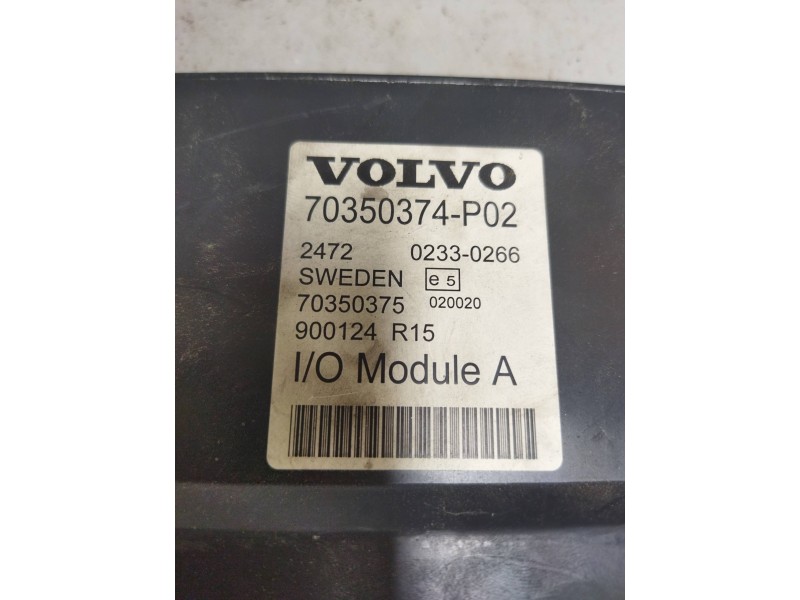 VOLVO
70350374-P02
2472 0233-0266
SWEDEN e 5
70350375 020020
900124 R15
I/O Module A